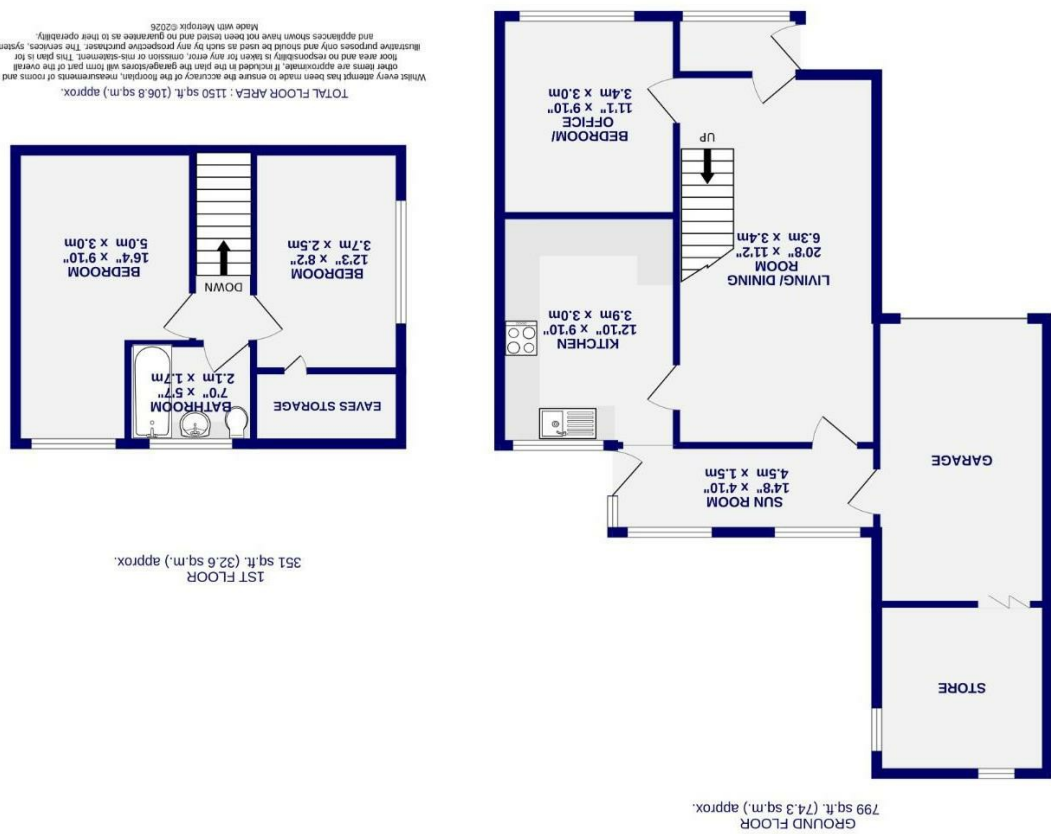 GROUND FLOOR
799 sq.ft. (74.3 sq.m.) approx.
STORE
GARAGE
SUN ROOM
14'8" x 4'10"
4.5m x 1.5m
KITCHEN
12'10" x 9'10"
3.9m x 3.0m
LIVING/ DINING
ROOM
20'8" x 11'2"
6.3m x 3.4m
UP
BEDROOM/
OFFICE
11'1" x 9'10"
3.4m x 3.0m
1ST FLOOR
351 sq.ft. (32.6 sq.m.) approx.
EAVES STORAGE
BATHROOM
7'0" x 5'7"
2.1m x 1.7m
DOWN
BEDROOM
12'3" x 8'2"
3.7m x 2.5m
BEDROOM
16'4" x 9'10"
5.0m x 3.0m
TOTAL FLOOR AREA : 1150 sq.ft. (106.8 sq.m.) approx.
Whilst every attempt has been made to ensure the accuracy of the floorplan, measurements of rooms and
other items are approximate, If included in the plan the garage/stores will form part of the overall
floor area and no responsibility is taken for any error, omission or mis-statement. This plan is for
illustrative purposes only and should be used as such by any prospective purchaser. The services,
and appliances shown have not been tested and no guarantee as to their operability.
Made with Metropix ©2026